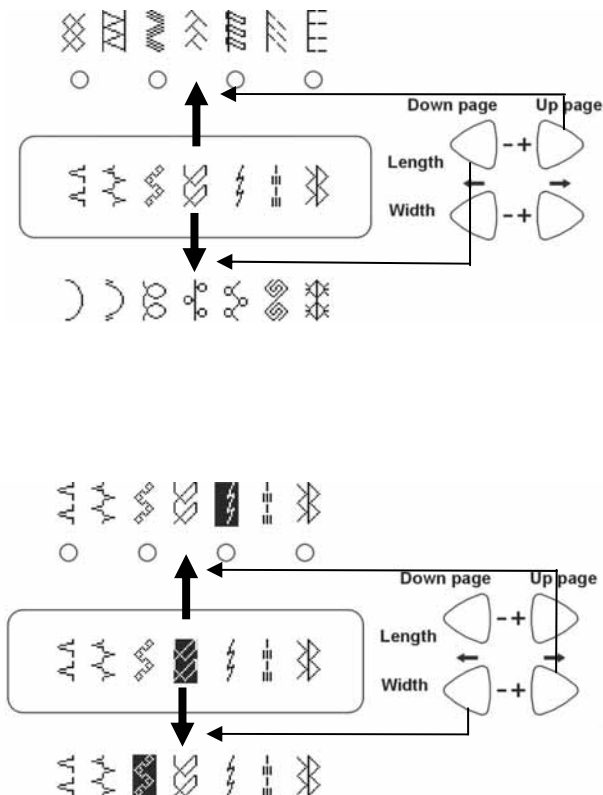 Down page Up page
Length - +
Width - +
Down page Up page
Length - +
Width - +